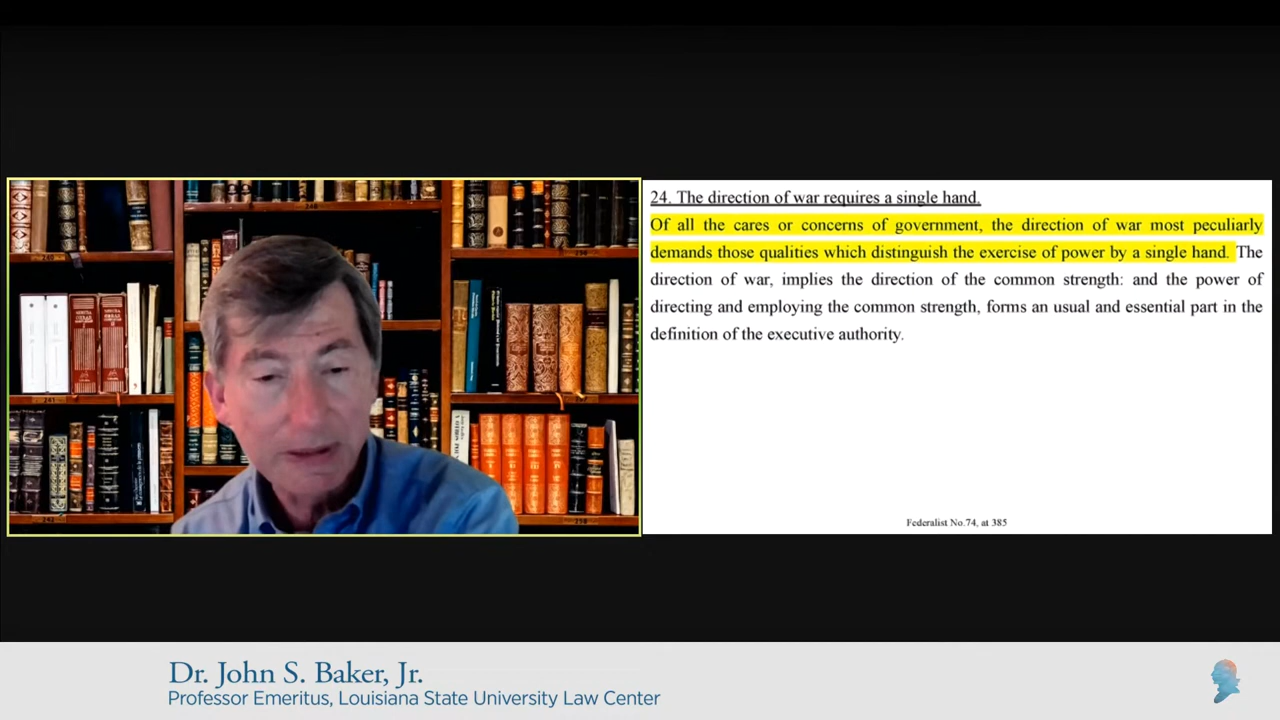 24. The direction of war requires a single hand.
Of all the cares or concerns of government, the direction of war most peculiarly
demands those qualities which distinguish the exercise of power by a single hand. The
direction of war, implies the direction of the common strength: and the power of
directing and employing the common strength, forms an usual and essential part in the
definition of the executive authority.
Federalist No.74, at 385
Dr. John S. Baker, Jr.
Professor Emeritus, Louisiana State University Law Center